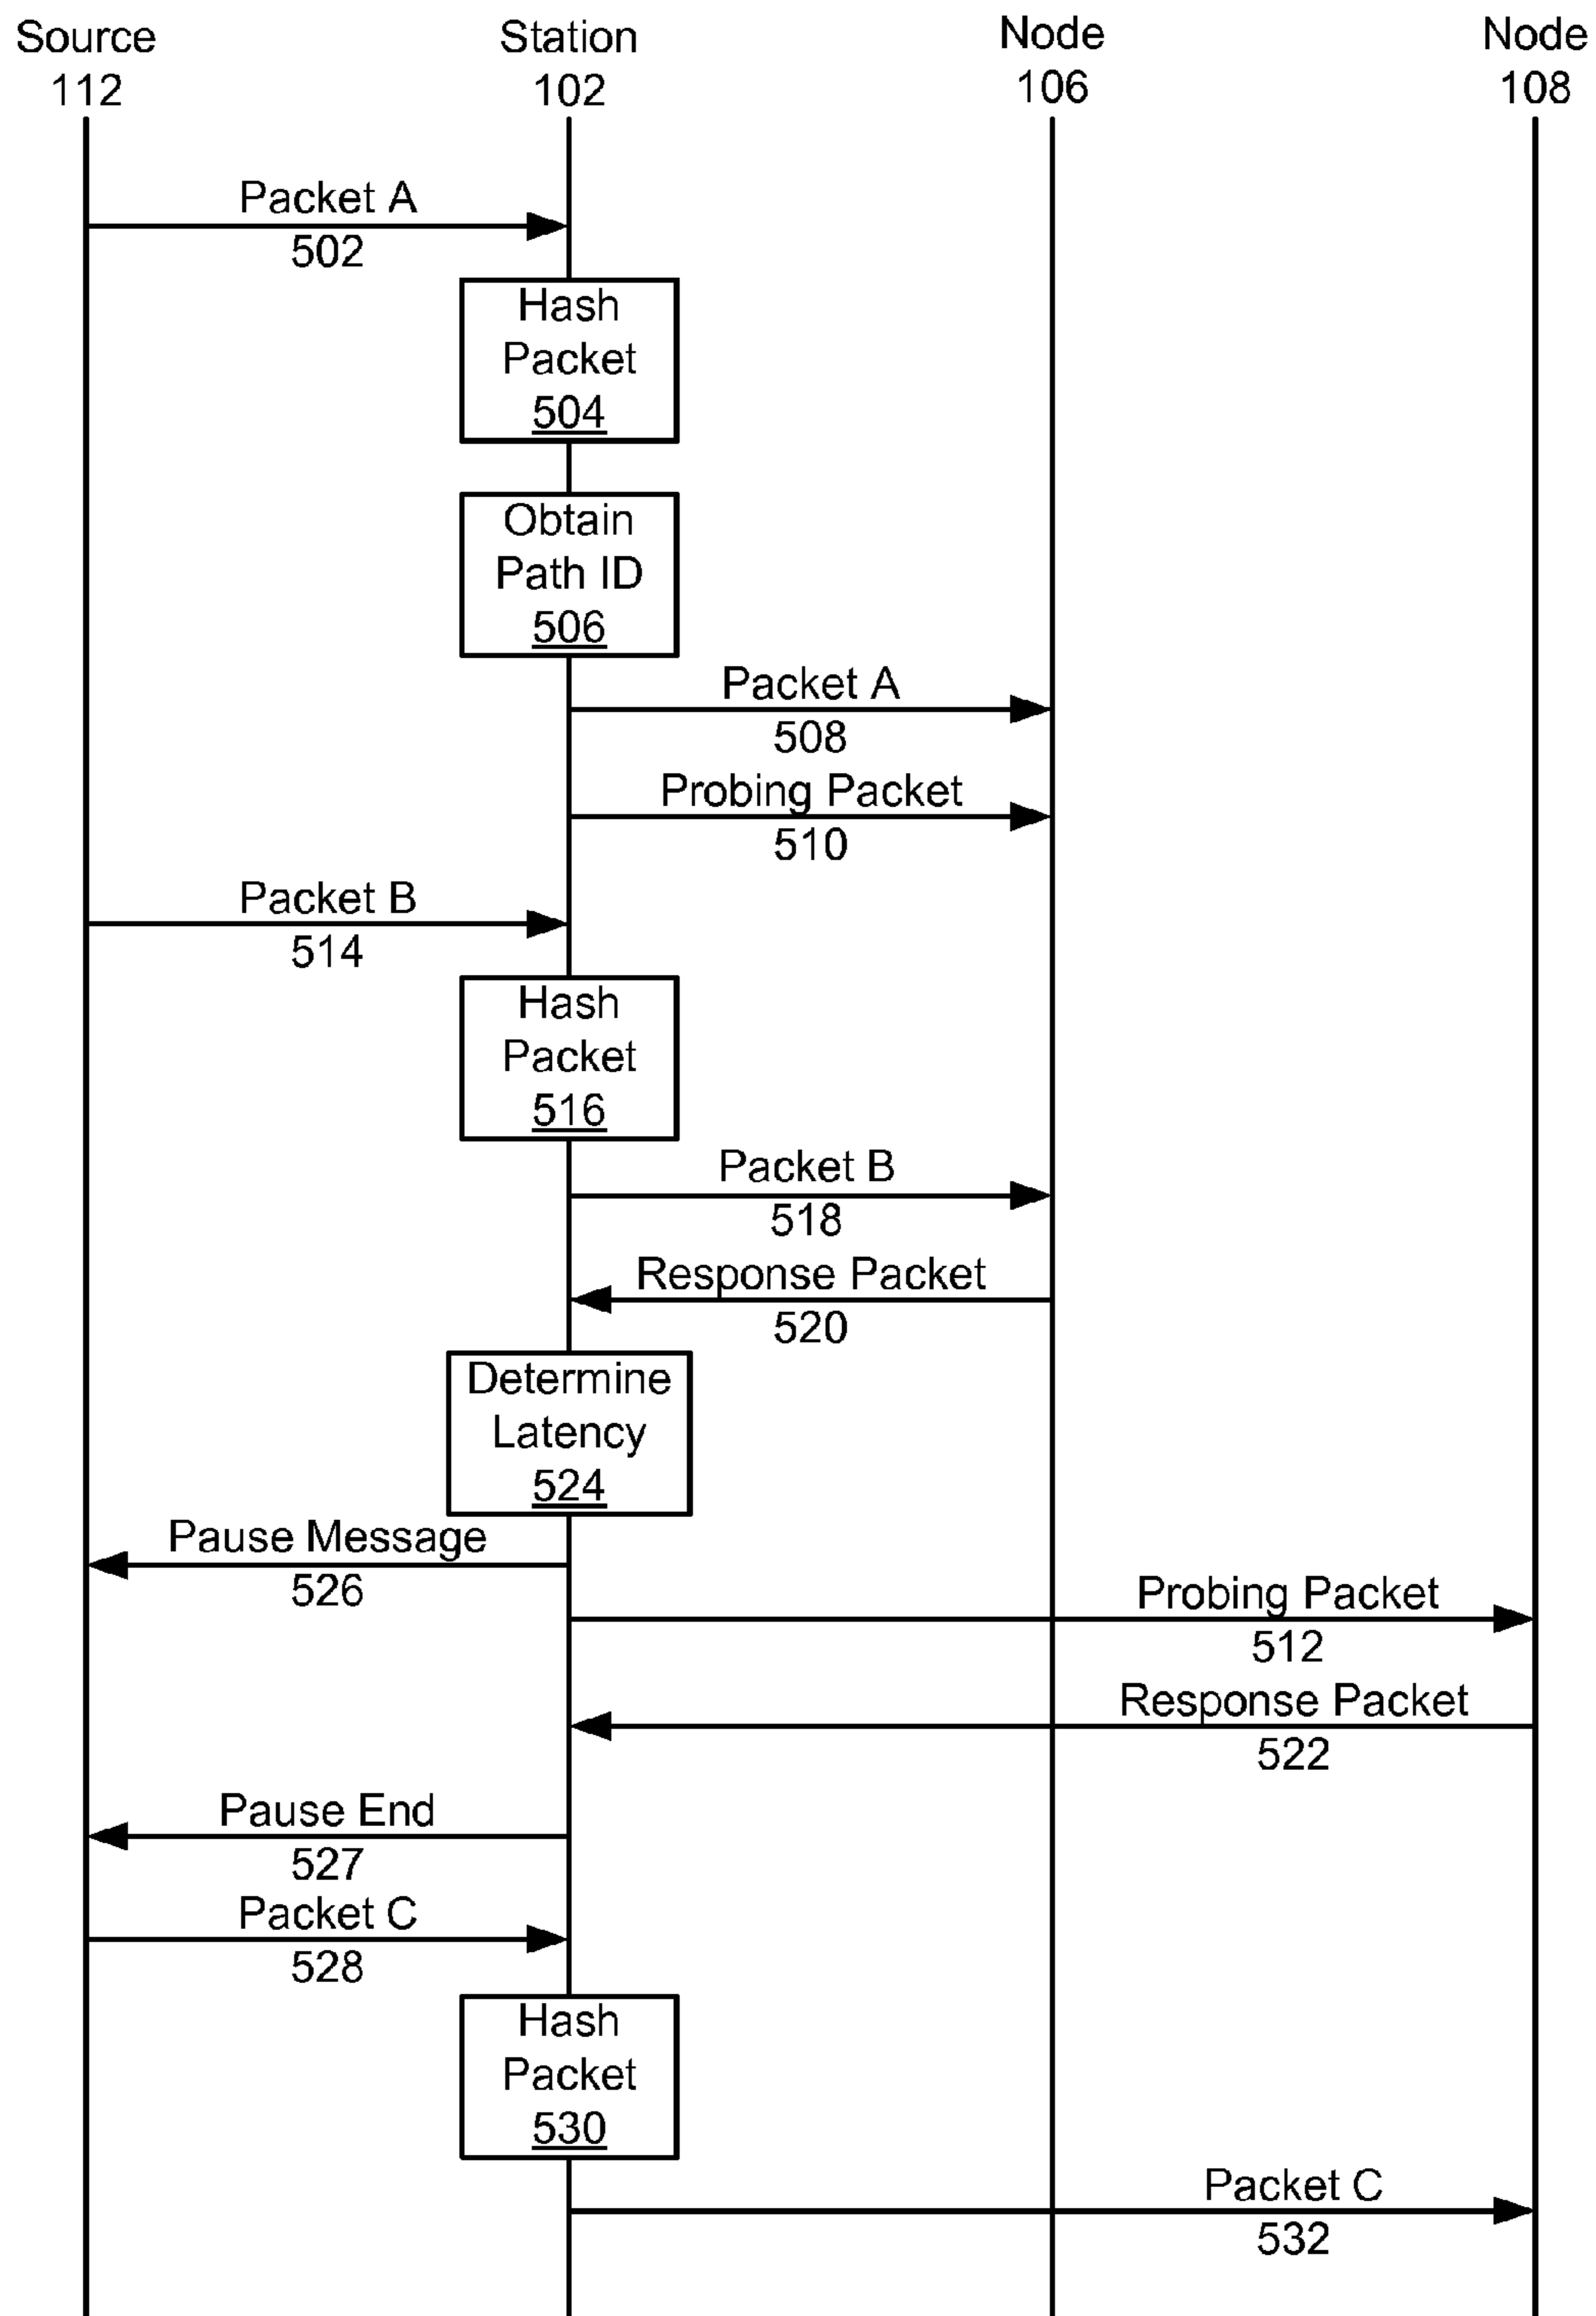 Source
112
Station
102
Node
106
Node
108
Packet A
502
Hash
Packet
504
Obtain
Path ID
506
Packet A
508
Probing Packet
510
Packet B
514
Hash
Packet
516
Packet B
518
Response Packet
520
Determine
Latency
524
Pause Message
526
Probing Packet
512
Response Packet
522
Pause End
527
Packet C
528
Hash
Packet
530
Packet C
532